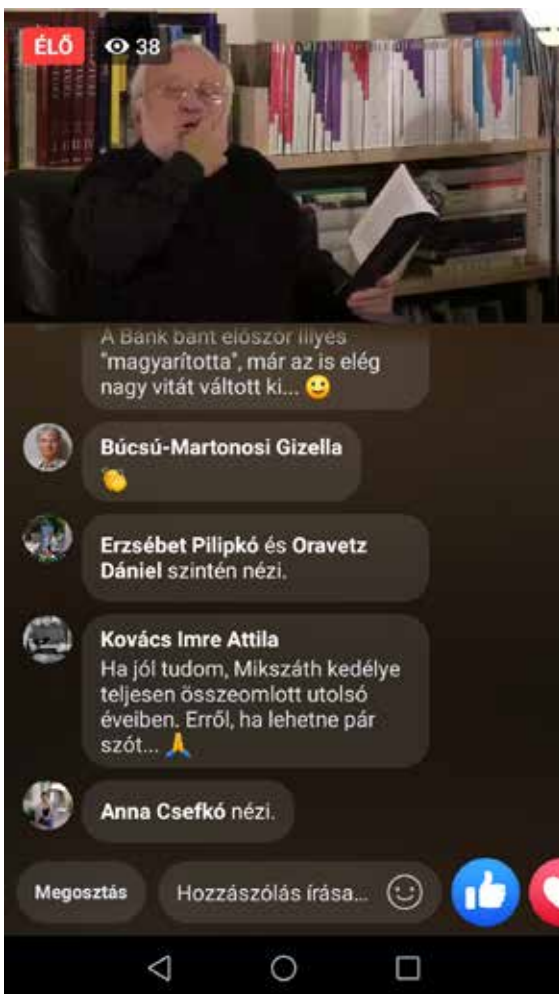 ÉLŐ 38
A Bánk bánt először Illyés
"magyarította", már az is elég
nagy vitát váltott ki... 🙂
Búcsú-Martonosi Gizella
👏
Erzsébet Pilipkó és Oravetz
Dániel szintén nézi.
Kovács Imre Attila
Ha jól tudom, Mikszáth kedélye
teljesen összeomlott utolsó
éveiben. Erről, ha lehetne pár
szót... 🙏
Anna Csefkó nézi.
Megosztás
Hozzászólás írása...